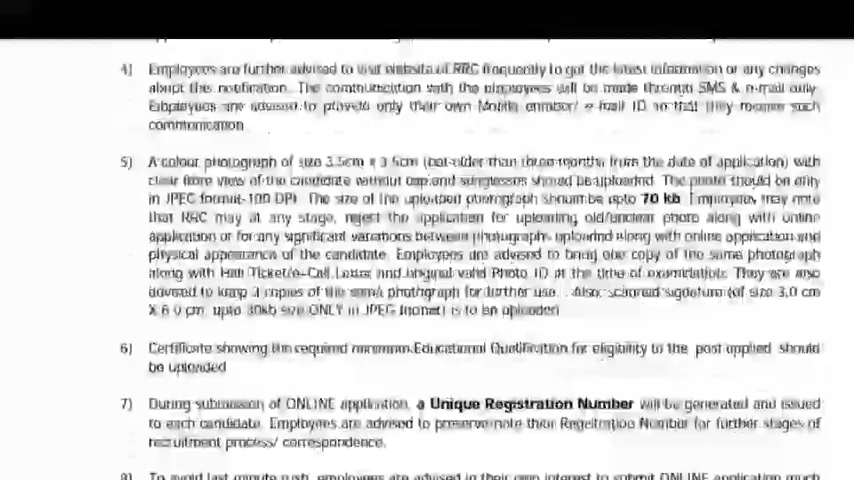 4) Employees are further advised to visit website of RRC frequently to get the latest information or any changes
about this notification. The communication with the employees will be made through SMS & e-mail only.
Employees are advised to provide only their own Mobile number/ e-mail ID so that they receive such
communication
5) A colour photograph of size 3.5cm x 3.5cm (not older than three months from the date of application) with
clear front view of the candidate without cap and sunglasses should be uploaded. The photo should be only
in JPEG format-100 DPI. The size of the uploaded photograph should be upto 70 kb. Employees may note
that RRC may at any stage, reject the application for uploading old/unclear photo along with online
application or for any significant variations between photograph uploaded along with online application and
physical appearance of the candidate. Employees are advised to bring one copy of the same photograph
along with Hall Ticket/e-Call Letter and original valid Photo ID at the time of examination. They are also
advised to keep 3 copies of the same photograph for further use. Also, scanned signature (of size 3.0 cm
X 6.0 cm, upto 30kb size ONLY in JPEG format) is to be uploaded
6) Certificate showing the required minimum Educational Qualification for eligibility to the post applied should
be uploaded
7) During submission of ONLINE application, a Unique Registration Number will be generated and issued
to each candidate. Employees are advised to preserve/note their Registration Number for further stages of
recruitment process/ correspondence.
8) To avoid last minute rush, employees are advised in their own interest to submit ONLINE application much